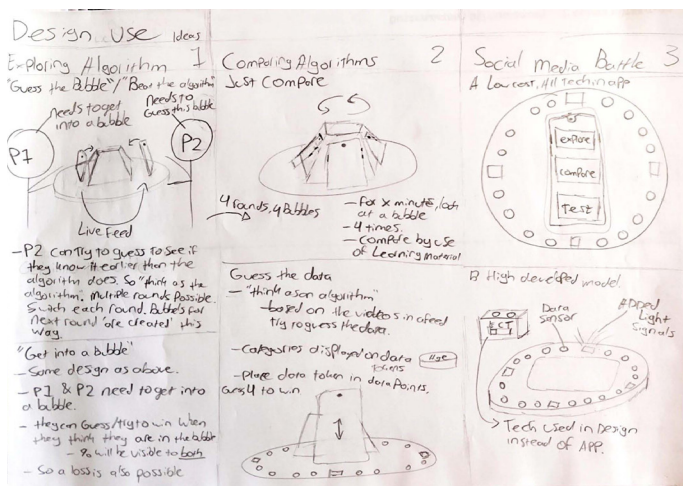 Design Use Ideas
Exploring Algorithm 1
"Guess the Bubble"/"Beat the algorithm"
Needs to get
into a bubble
Needs to
Guess this bubble
P1
P2
Live Feed
- P2 can try to guess to see if
they know it earlier than the
algorithm does. So "think as the
algorithm. Multiple rounds Possible.
Switch each round. Bubbels for
next round 'are created' this
way.
"Get into a bubble"
- Same design as above.
- P1 & P2 need to get into
a bubble.
- they can Guess/try to win when
they think they are in the bubble
- % will be visible to both
- So a loss is also possible
Comparing Algorithms 2
Just Compare
4 rounds, 4 Bubbles
- For x minute, look
at a bubble
- 4 times.
- compare by use
of Learning Material
Guess the data
- "think as an algorithm"
- based on the videos in a feed
try to guess the data.
- Categories displayed on data
tokens
- Place data token in data Points.
Guess 4 to win
Social Media Battle 3
A Low cost, All Tech in app
explore
compare
Test
B High developed model.
Data
sensor
Added
Light
Signals
Tech used in Design
instead of APP.